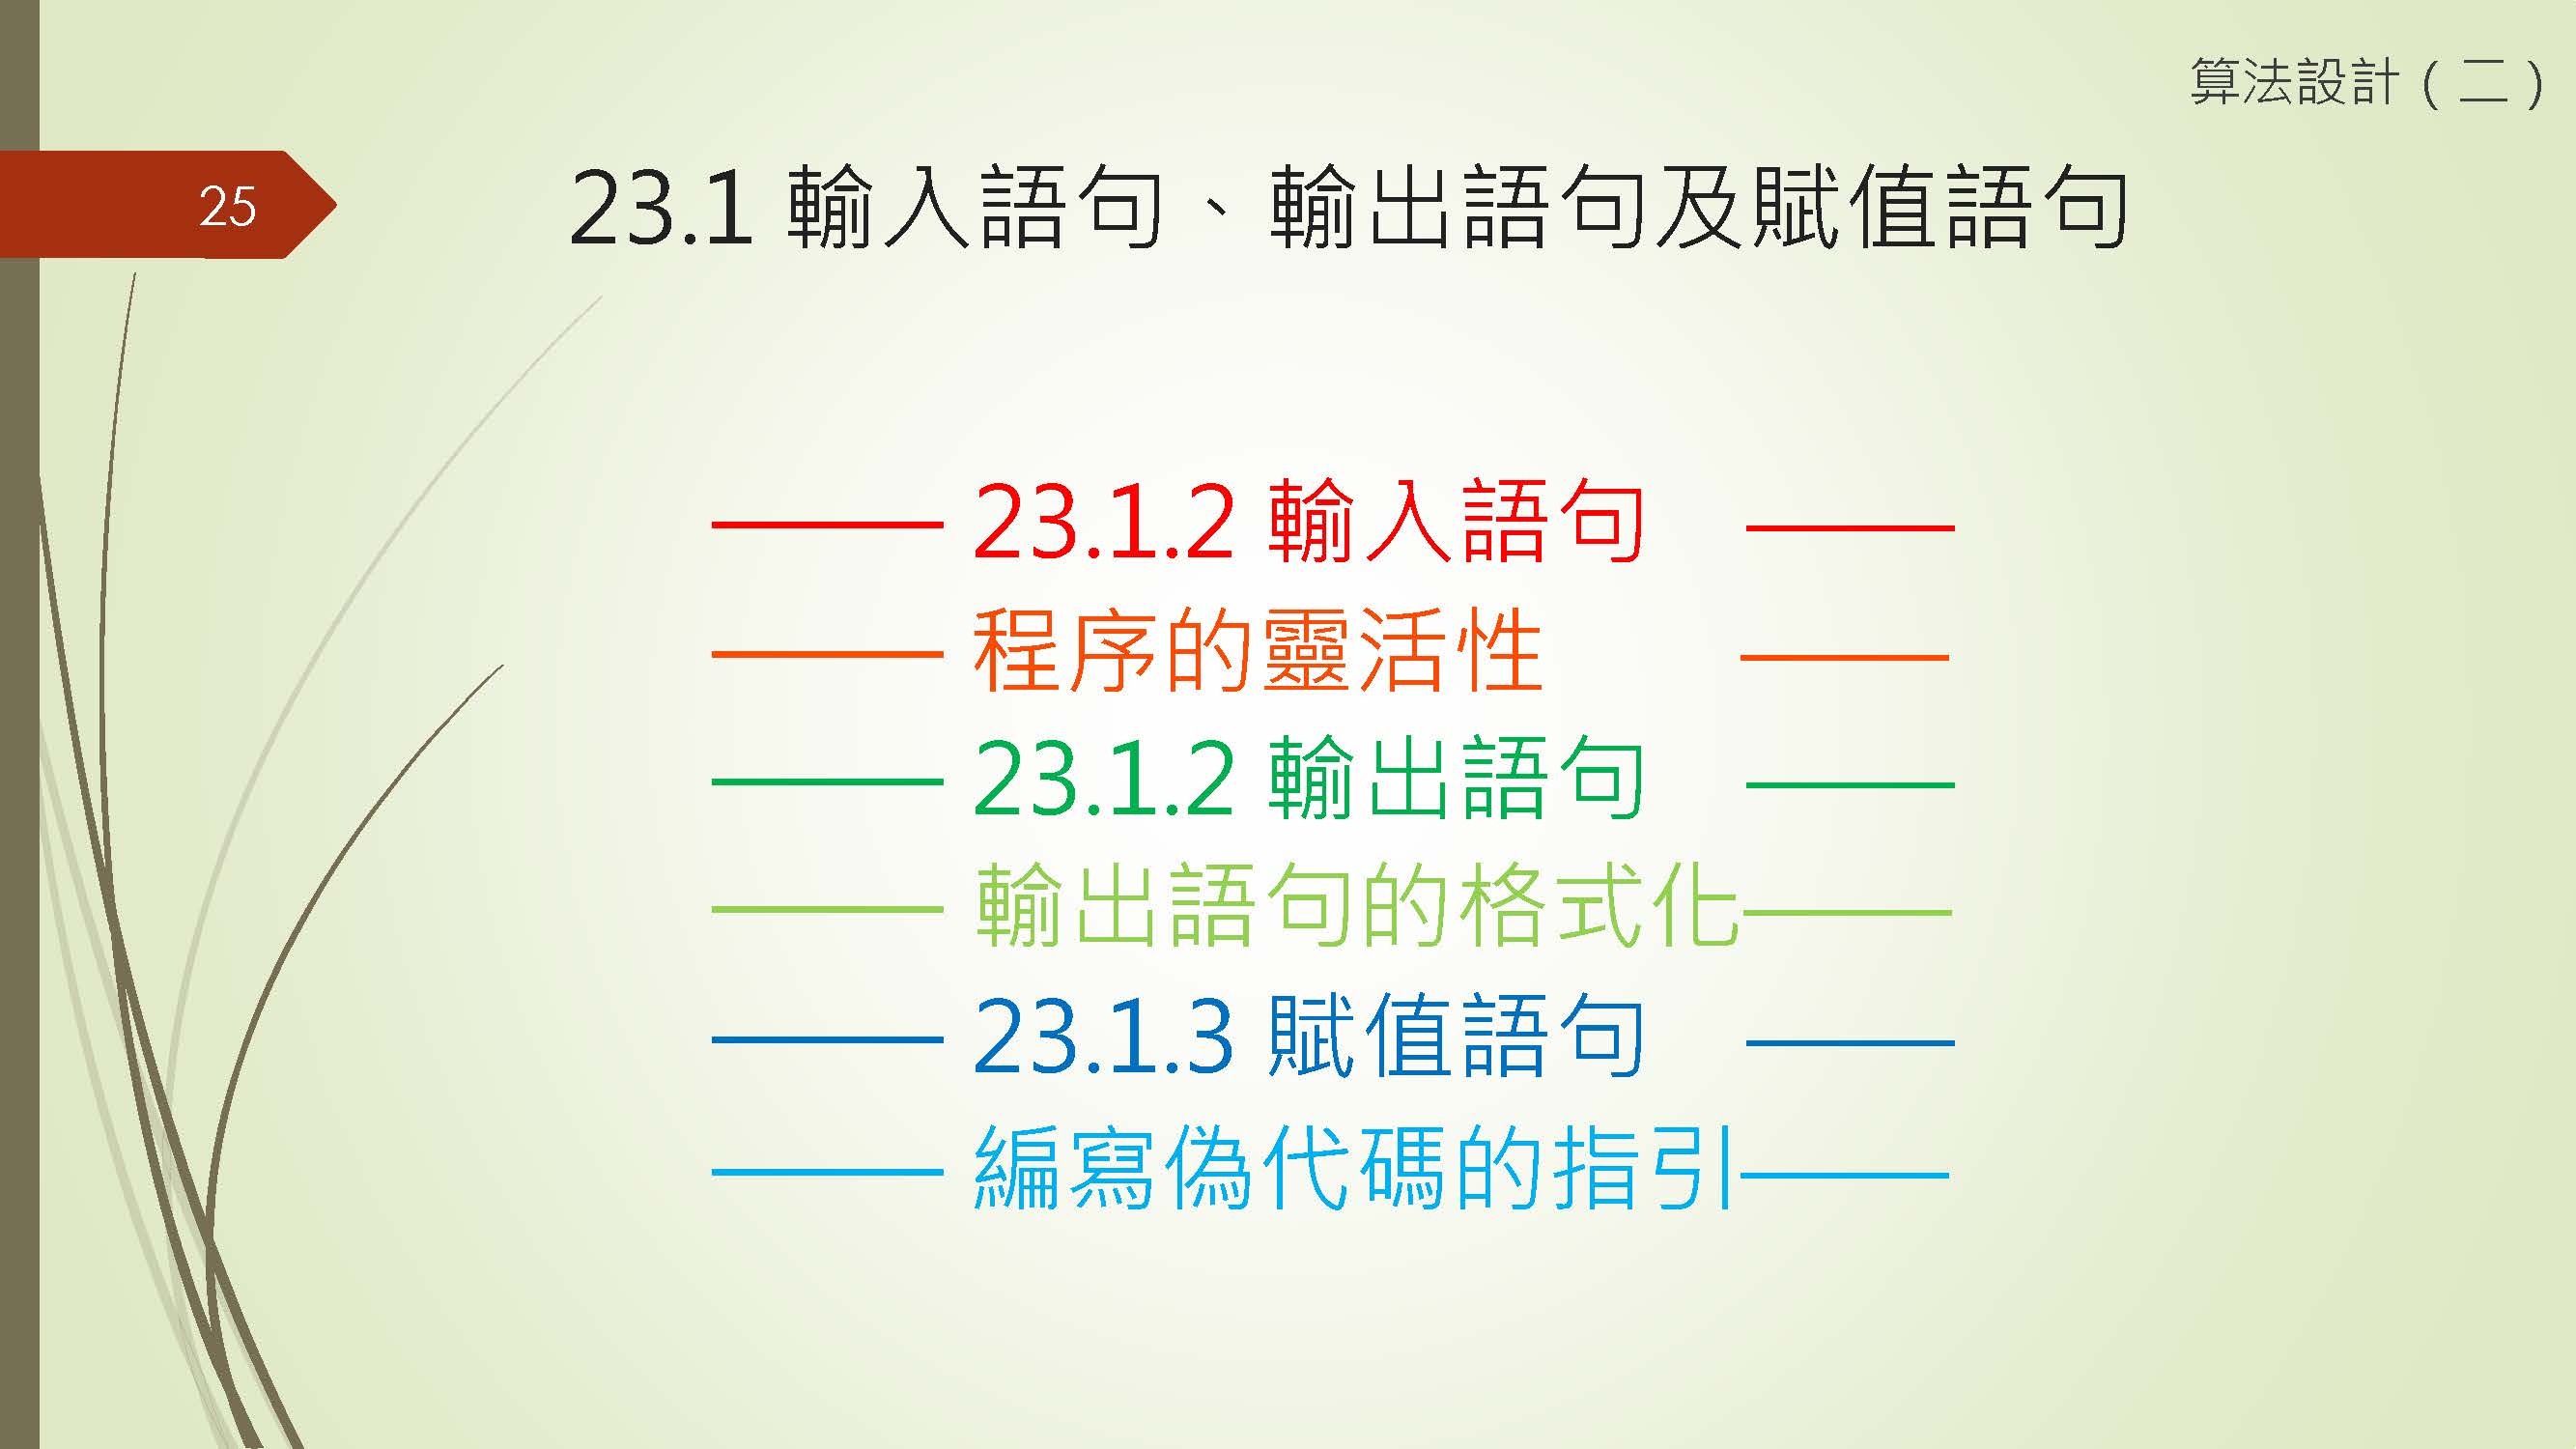 算法設計（二）
25
23.1 輸入語句、輸出語句及賦值語句
23.1.2 輸入語句
程序的靈活性
23.1.2 輸出語句
輸出語句的格式化
23.1.3 賦值語句
編寫偽代碼的指引